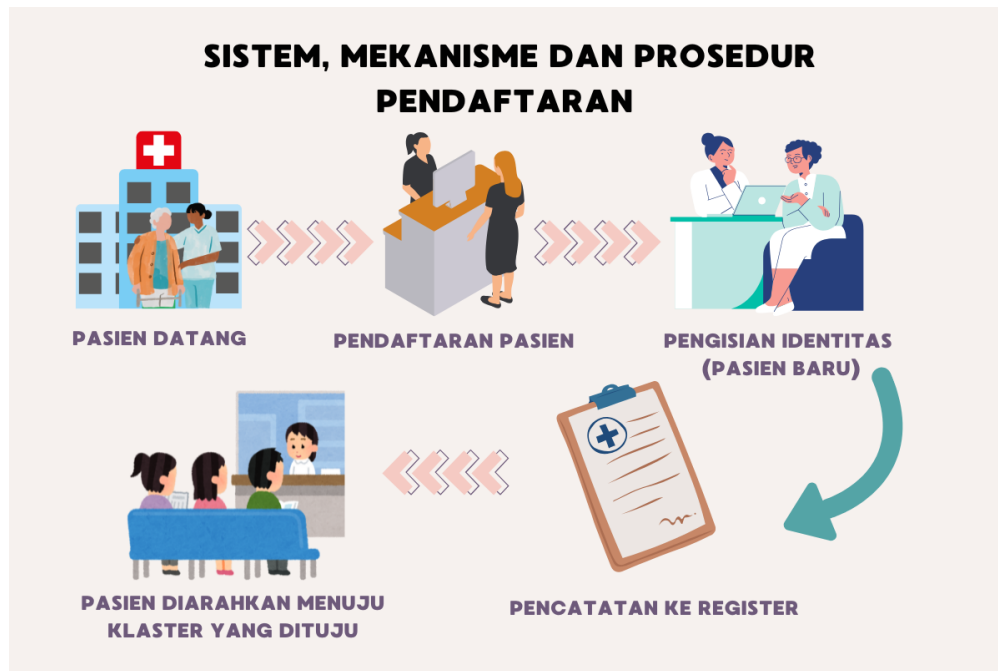 SISTEM, MEKANISME DAN PROSEDUR
PENDAFTARAN
PASIEN DATANG
PENDAFTARAN PASIEN
PENGISIAN IDENTITAS
(PASIEN BARU)
PENCATATAN KE REGISTER
PASIEN DIARAHKAN MENUJU
KLASTER YANG DITUJU